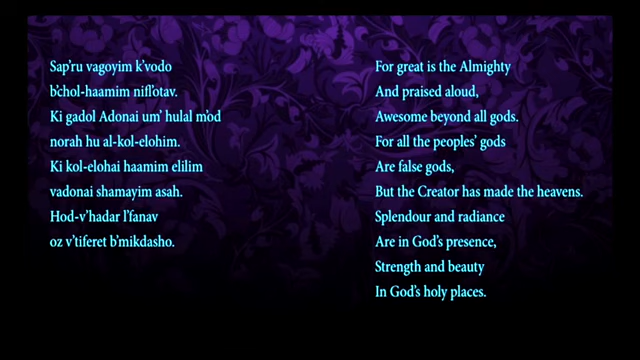 Sap'ru vagoyim k'vodo
b'chol-haamim nifl'otav.
Ki gadol Adonai um' hulal m'od
norah hu al-kol-elohim.
Ki kol-elohai haamim elilim
vadonai shamayim asah.
Hod-v'hadar l'fanav
oz v'tiferet b'mikdasho.
For great is the Almighty
And praised aloud,
Awesome beyond all gods.
For all the peoples' gods
Are false gods,
But the Creator has made the heavens.
Splendour and radiance
Are in God's presence,
Strength and beauty
In God's holy places.